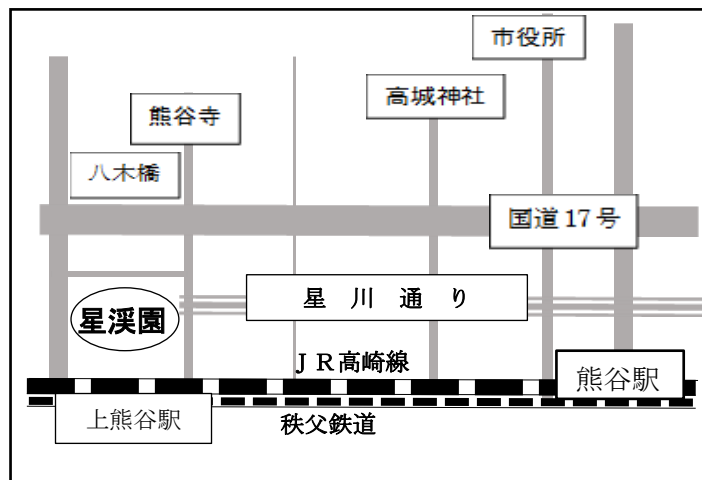 市役所
高城神社
熊谷寺
八木橋
国道17号
星 川 通 り
星渓園
ＪＲ高崎線
熊谷駅
上熊谷駅
秩父鉄道